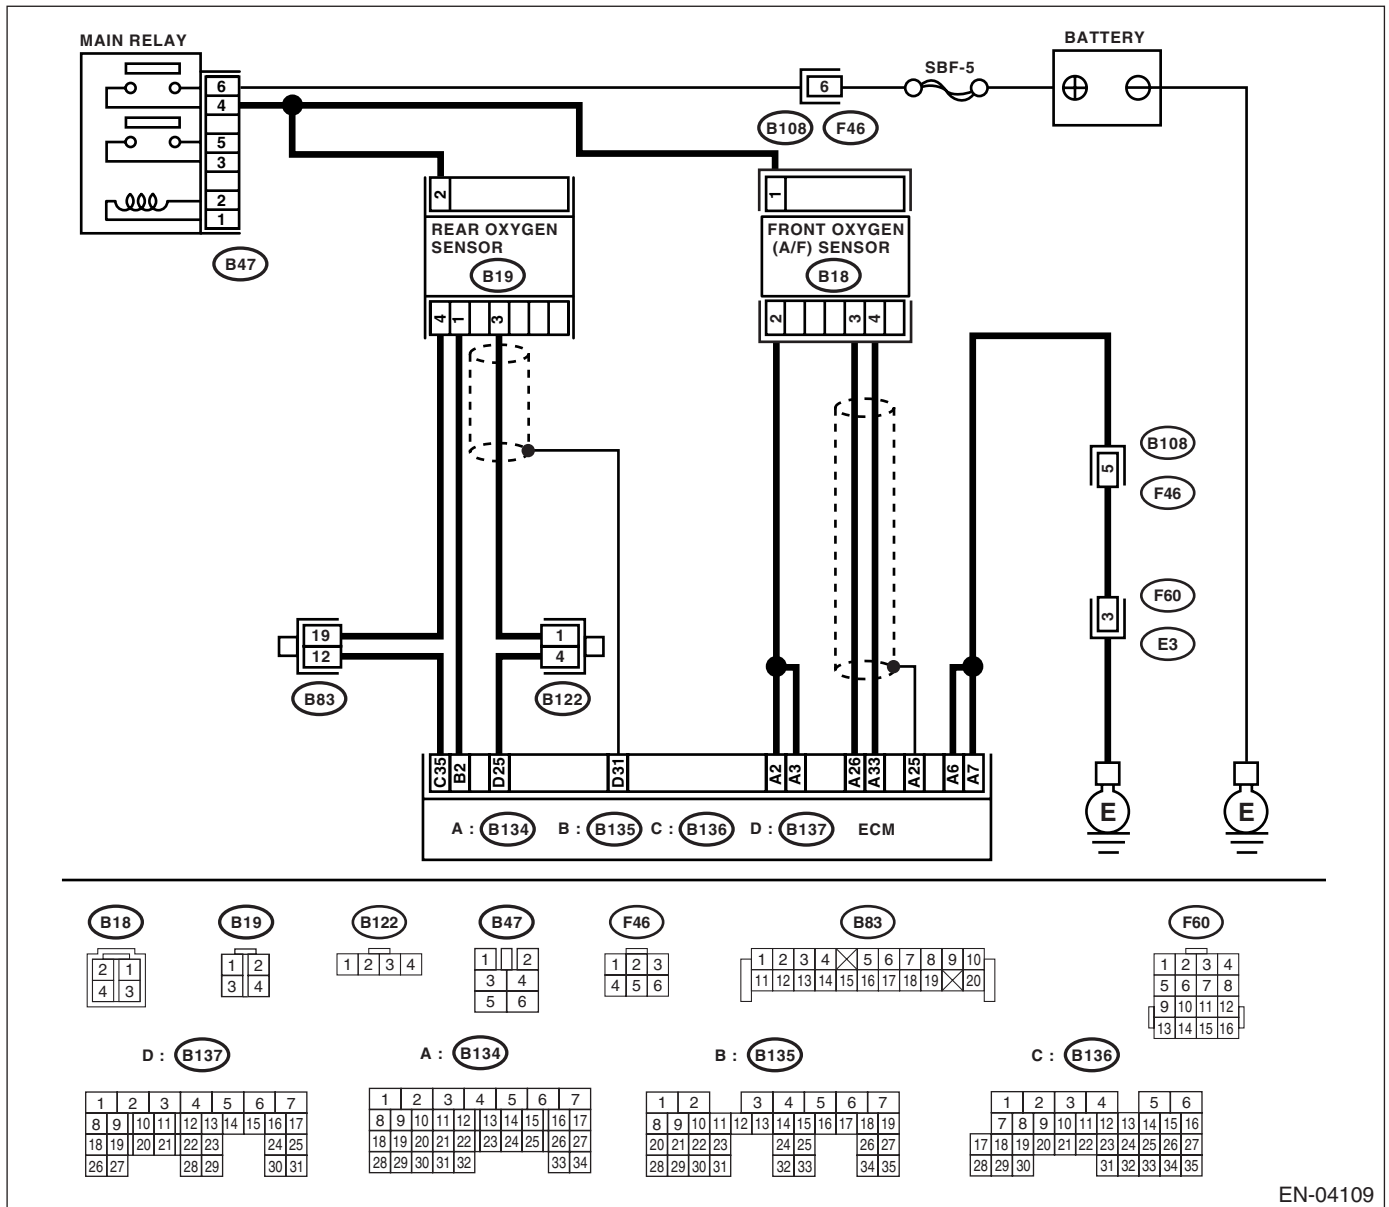 MAIN RELAY
BATTERY
SBF-5
6
4
5
3
2
1
6
B108 F46
B47
2
REAR OXYGEN
SENSOR
B19
4 1 3
1
FRONT OXYGEN
(A/F) SENSOR
B18
2 3 4
5
B108
F46
3
F60
E3
19
12
B83
1
4
B122
C35 B2 D25 D31 A2 A3 A26 A33 A25 A6 A7
A : B134 B : B135 C : B136 D : B137 ECM
E E
B18
2 1
4 3
B19
1 2
3 4
B122
1 2 3 4
B47
1 2
3 4
5 6
F46
1 2 3
4 5 6
B83
1 2 3 4 5 6 7 8 9 10
11 12 13 14 15 16 17 18 19 20
F60
1 2 3 4
5 6 7 8
9 10 11 12
13 14 15 16
D : B137
1 2 3 4 5 6 7
8 9 10 11 12 13 14 15 16 17
18 19 20 21 22 23 24 25
26 27 28 29 30 31
A : B134
1 2 3 4 5 6 7
8 9 10 11 12 13 14 15 16 17
18 19 20 21 22 23 24 25 26 27
28 29 30 31 32 33 34
B : B135
1 2 3 4 5 6 7
8 9 10 11 12 13 14 15 16 17 18 19
20 21 22 23 24 25 26 27
28 29 30 31 32 33 34 35
C : B136
1 2 3 4 5 6
7 8 9 10 11 12 13 14 15 16
17 18 19 20 21 22 23 24 25 26 27
28 29 30 31 32 33 34 35
EN-04109